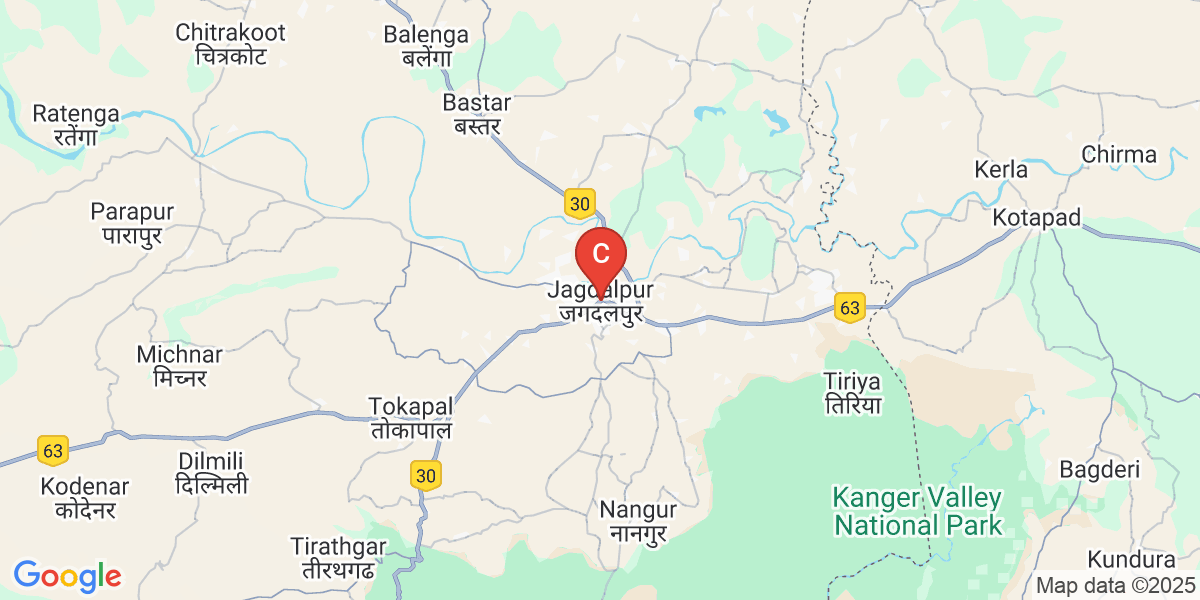 Chitrakoot
चित्रकोट
Balenga
बलेंगा
Ratenga
रतेंगा
Bastar
बस्तर
Kerla
Chirma
Parapur
पारापुर
30
Kotapad
C
Jagdalpur
जगदलपुर
63
Michnar
मिच्नर
Tiriya
तिरिया
Tokapal
तोकापाल
63
Dilmili
दिल्मिली
30
Kodenar
कोदेनर
Bagderi
Kanger Valley
National Park
Nangur
नानगुर
Tirathgar
तीरथगढ
Kundura
Google
Map data ©2025